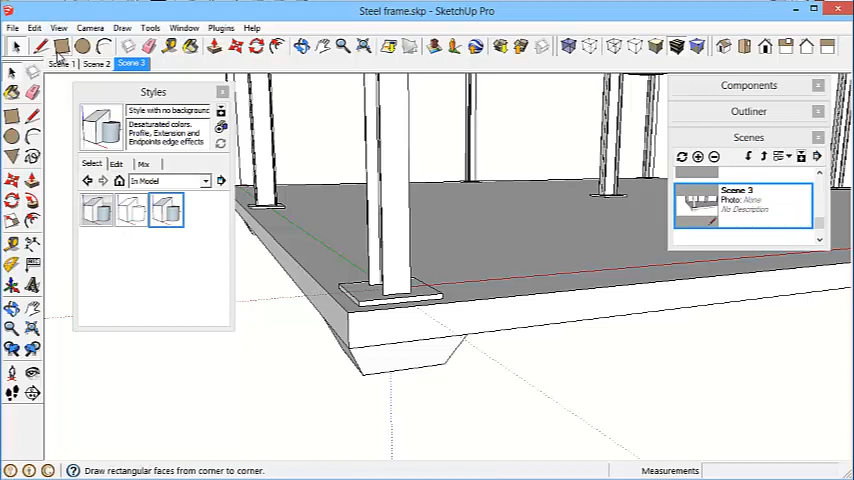 Steel frame.skp - SketchUp Pro
File Edit View Camera Draw Tools Window Plugins Help
Scene 1 Scene 2 Scene 3
Styles
Style with no background
Desaturated colors.
Profile, Extension and
Endpoints edge effects
Select Edit Mix
In Model
Components
Outliner
Scenes
Scene 3
Photo: None
No Description
Draw rectangular faces from corner to corner.
Measurements